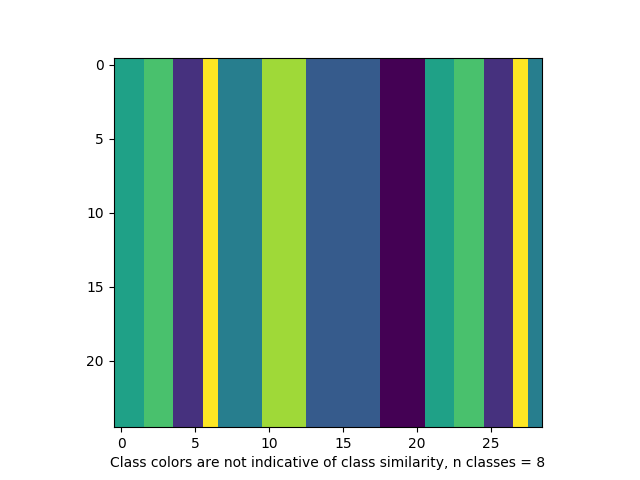 0
5
10
15
20
0 5 10 15 20 25
Class colors are not indicative of class similarity, n classes = 8